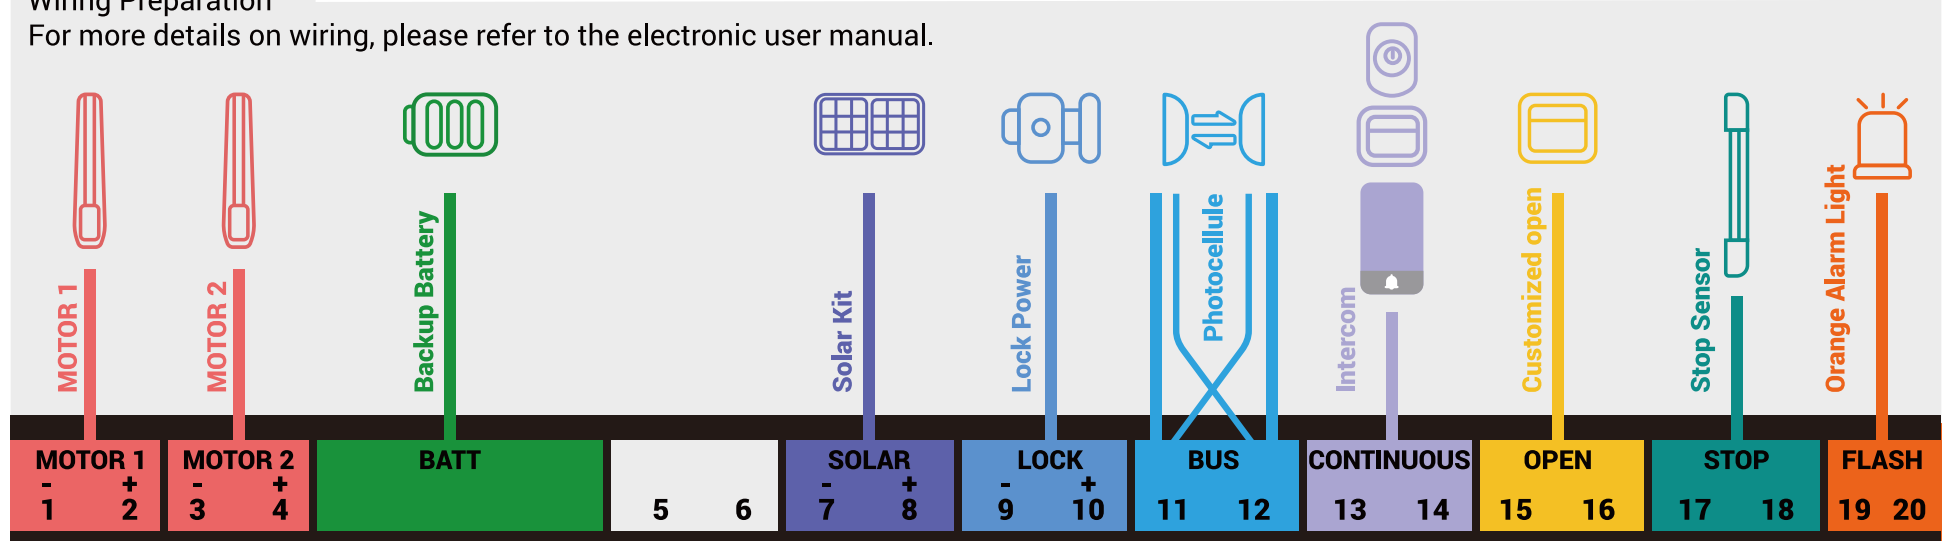 Wiring Preparation
For more details on wiring, please refer to the electronic user manual.
MOTOR 1
MOTOR 2
Backup Battery
Solar Kit
Lock Power
Photocellule
Intercom
Customized open
Stop Sensor
Orange Alarm Light
MOTOR 1 MOTOR 2 BATT SOLAR LOCK BUS CONTINUOUS OPEN STOP FLASH
- + - + - + - +
1 2 3 4 5 6 7 8 9 10 11 12 13 14 15 16 17 18 19 20